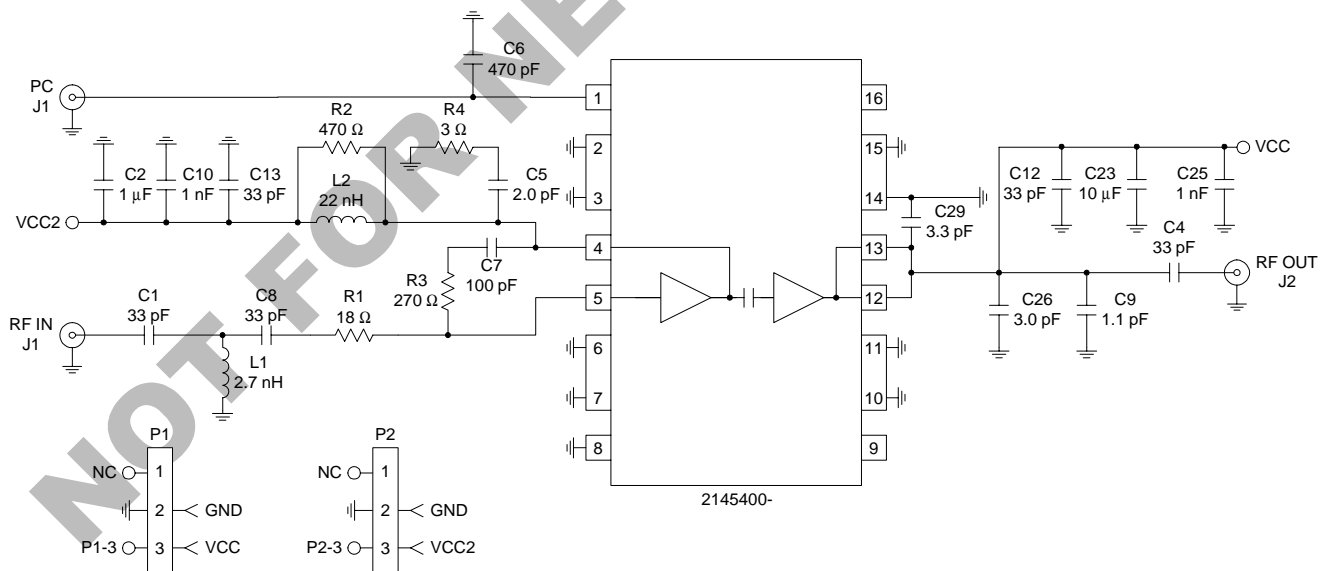 NOT FOR NE
C6
470 pF
PC
J1
1
16
R2
470 Ω
R4
3 Ω
2
15
VCC
C2
1 μF
C10
1 nF
C13
33 pF
L2
22 nH
C5
2.0 pF
3
14
C12
33 pF
C23
10 μF
C25
1 nF
C29
3.3 pF
VCC2
4
13
C4
33 pF
C7
100 pF
RF OUT
J2
R3
270 Ω
5
12
C1
33 pF
C8
33 pF
R1
18 Ω
C26
3.0 pF
C9
1.1 pF
RF IN
J1
6
11
L1
2.7 nH
7
10
P1
P2
8
9
NC
1
NC
1
2145400-
2
GND
2
GND
P1-3
3
VCC
P2-3
3
VCC2